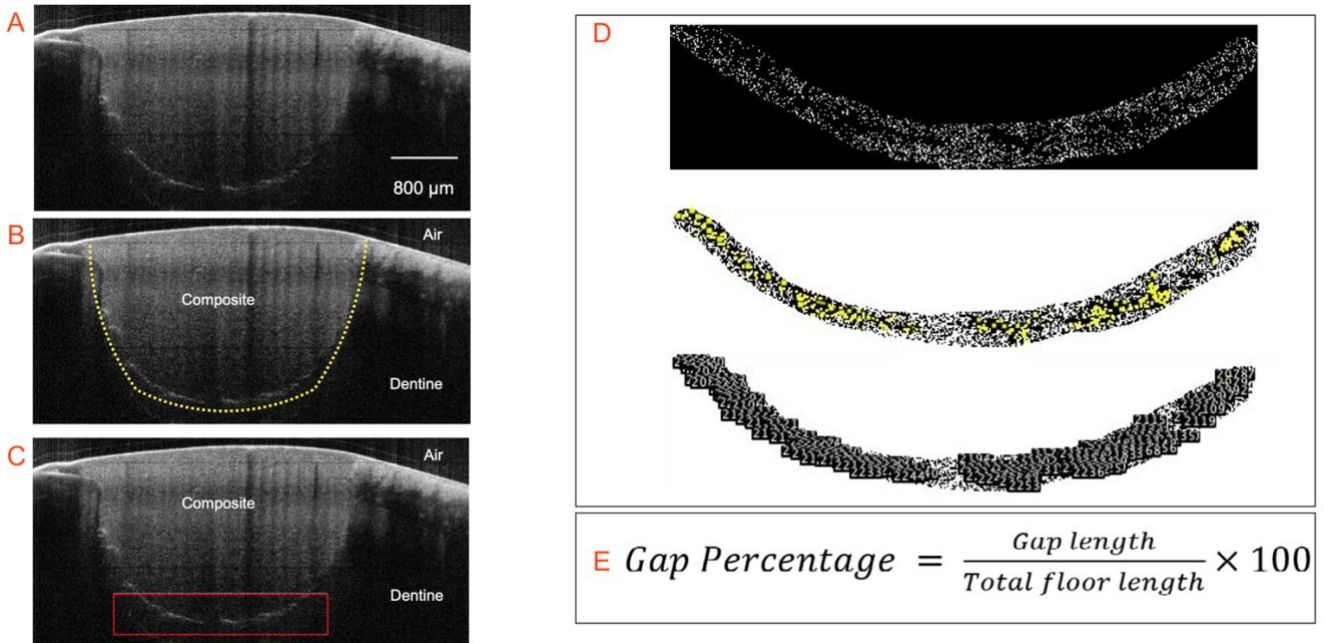 A
800 µm
B
Air
Composite
Dentine
C
Air
Composite
Dentine
D
E Gap Percentage = Gap length / Total floor length × 100